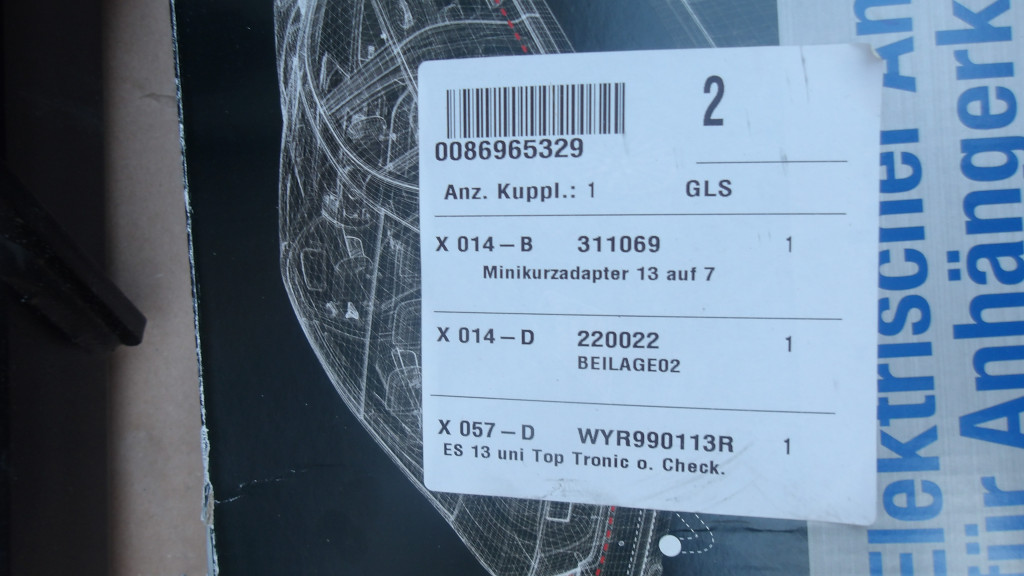 2
0086965329
Anz. Kuppl.: 1 GLS
X 014-B 311069 1
Minikurzadapter 13 auf 7
X 014-D 220022 1
BEILAGE02
X 057-D WYR990113R 1
ES 13 uni Top Tronic o. Check.
Elektrischer An
für Anhängerk